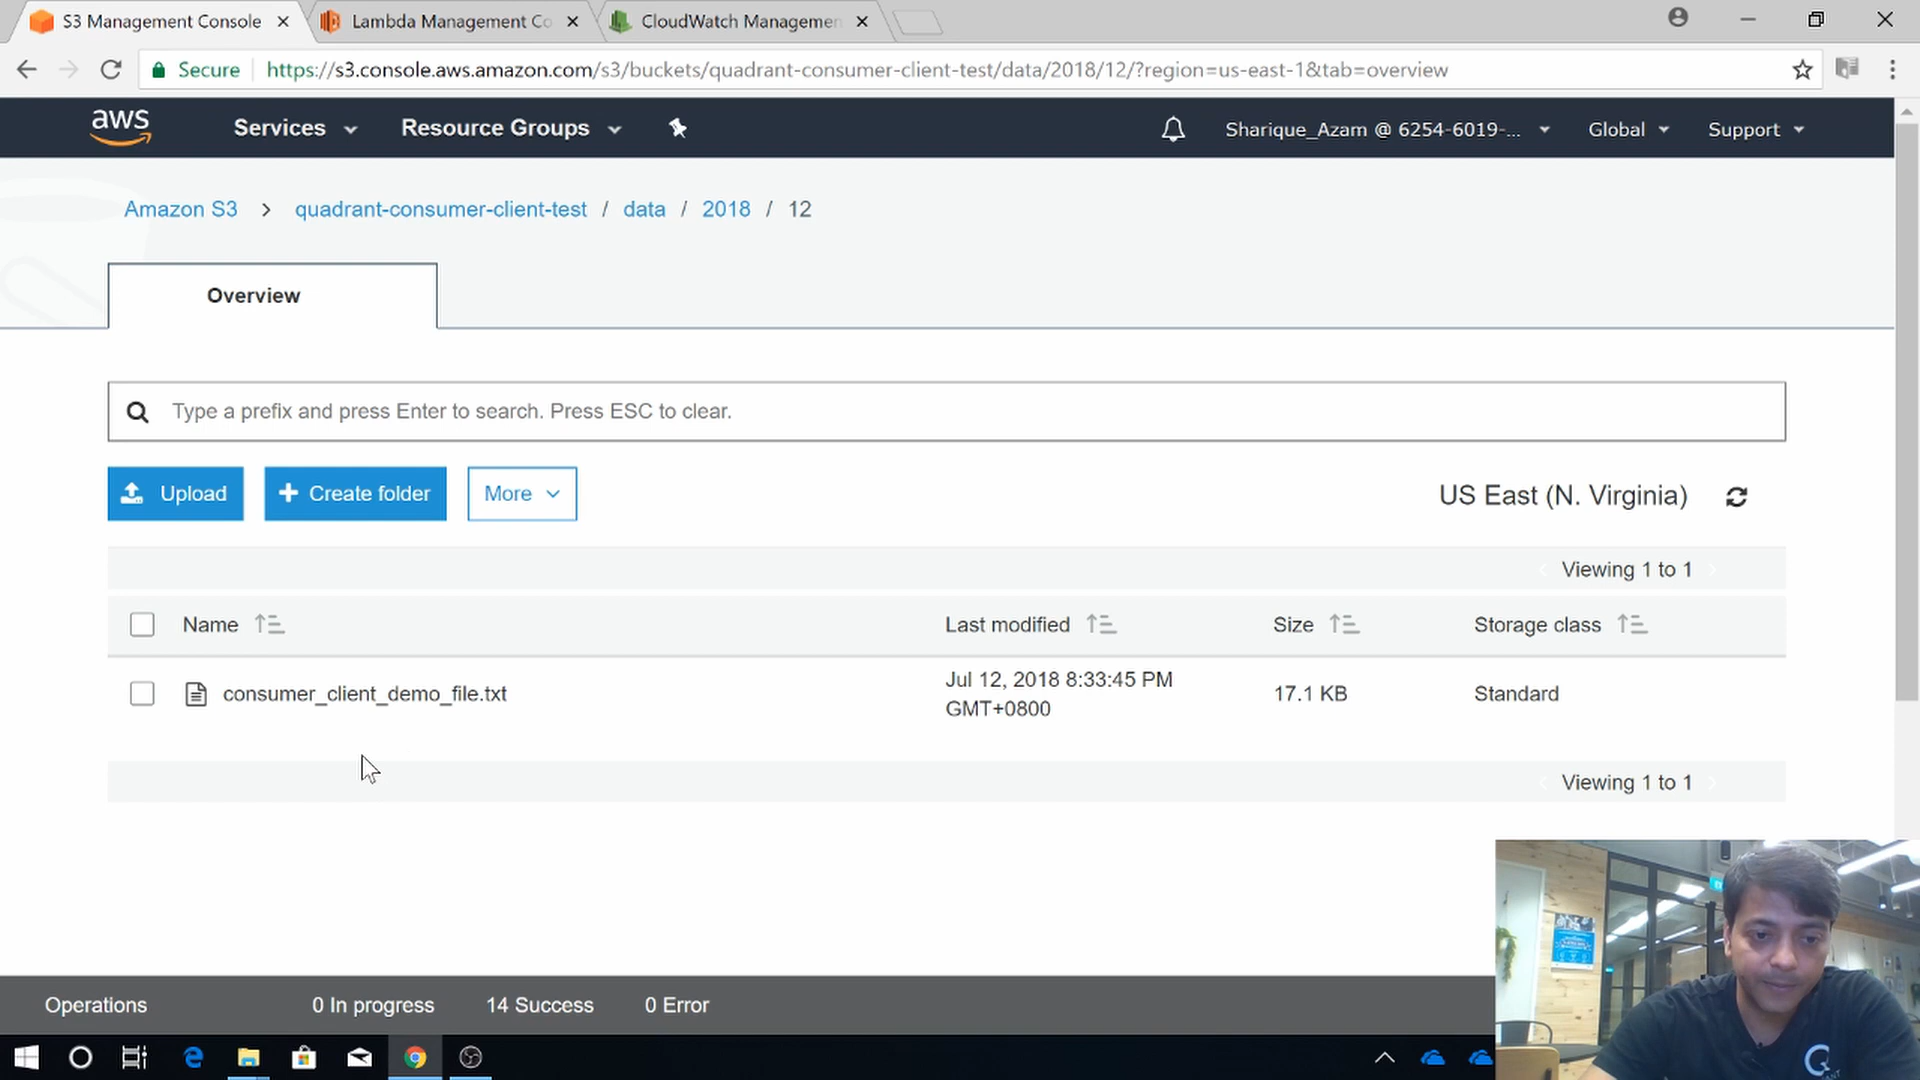 S3 Management Console
Lambda Management Co
CloudWatch Managemen
Secure
https://s3.console.aws.amazon.com/s3/buckets/quadrant-consumer-client-test/data/2018/12/?region=us-east-1&tab=overview
aws
Services
Resource Groups
Sharique_Azam @ 6254-6019-...
Global
Support
Amazon S3 > quadrant-consumer-client-test / data / 2018 / 12
Overview
Type a prefix and press Enter to search. Press ESC to clear.
Upload
+ Create folder
More
US East (N. Virginia)
Viewing 1 to 1
Name
Last modified
Size
Storage class
consumer_client_demo_file.txt
Jul 12, 2018 8:33:45 PM
GMT+0800
17.1 KB
Standard
Viewing 1 to 1
Operations
0 In progress
14 Success
0 Error